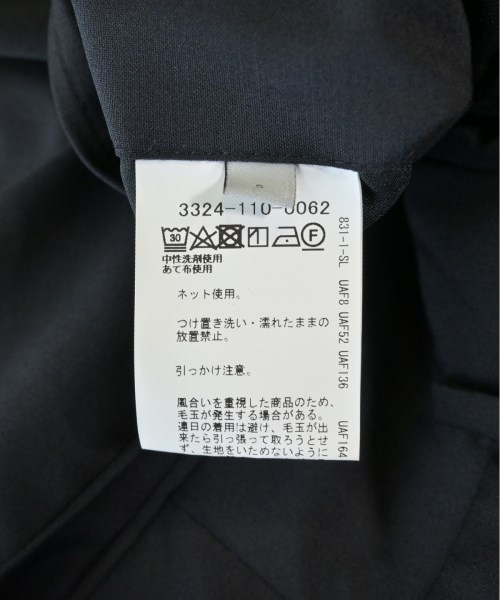 3324-110-0062
30
F
中性洗剤使用
あて布使用
ネット使用。
つけ置き洗い・濡れたままの
放置禁止。
引っかけ注意。
風合いを重視した商品のため、
毛玉が発生する場合がある。
連日の着用は避け、毛玉が出
来たら引っ張って取ろうとせ
ず、生地をいためないように
831-1-SL UAF8 UAF52 UAF136 UAF164